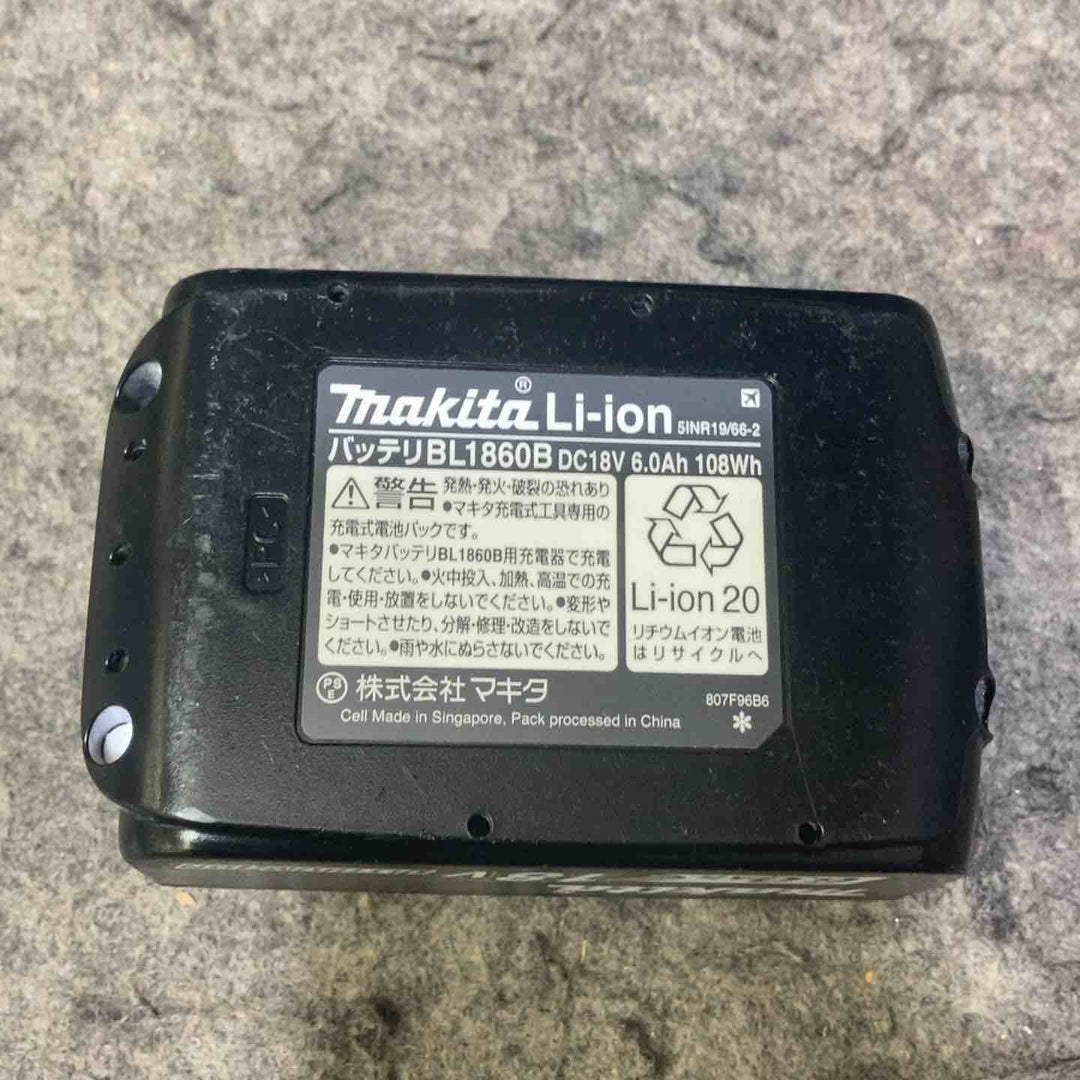 makita® Li-ion 5INR19/66-2
バッテリBL1860B DC18V 6.0Ah 108Wh
警告 発熱・発火・破裂の恐れあり
●マキタ充電式工具専用の
充電式電池パックです。
●マキタバッテリBL1860B用充電器で充電
してください。●火中投入、加熱、高温での充
電・使用・放置をしないでください。●変形や
ショートさせたり、分解・修理・改造をしないで
ください。●雨や水にぬらさないでください。
Li-ion 20
リチウムイオン電池
はリサイクルへ
PS
E 株式会社 マキタ
807F96B6
Cell Made in Singapore, Pack processed in China